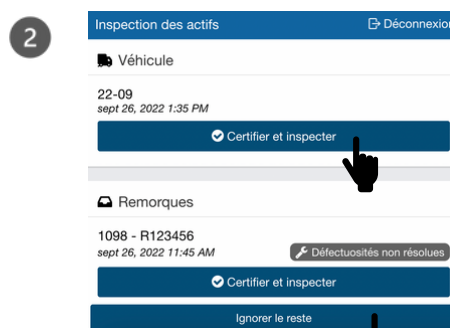 2
Inspection des actifs Déconnexion
Véhicule
22-09
sept 26, 2022 1:35 PM
Certifier et inspecter
Remorques
1098 - R123456
sept 26, 2022 11:45 AM Défectuosités non résolues
Certifier et inspecter
Ignorer le reste